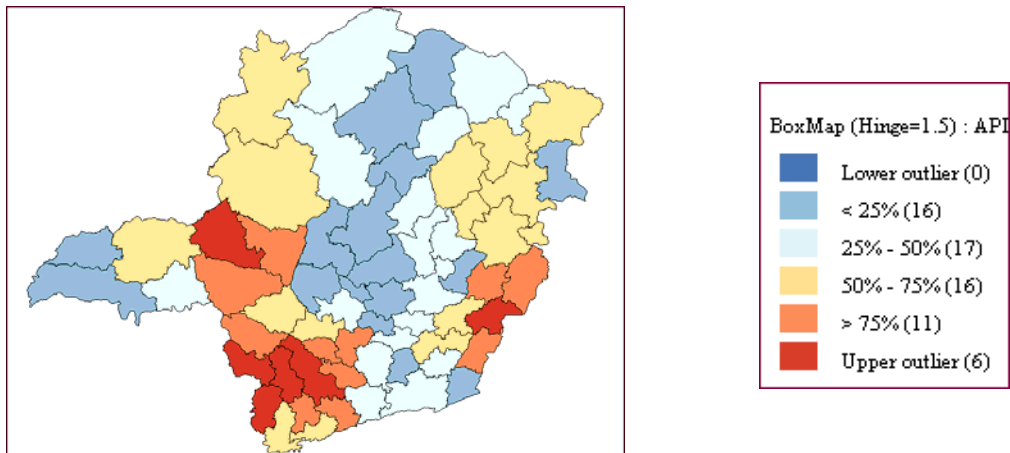 BoxMap (Hinge=1.5) : API
Lower outlier (0)
< 25% (16)
25% - 50% (17)
50% - 75% (16)
> 75% (11)
Upper outlier (6)